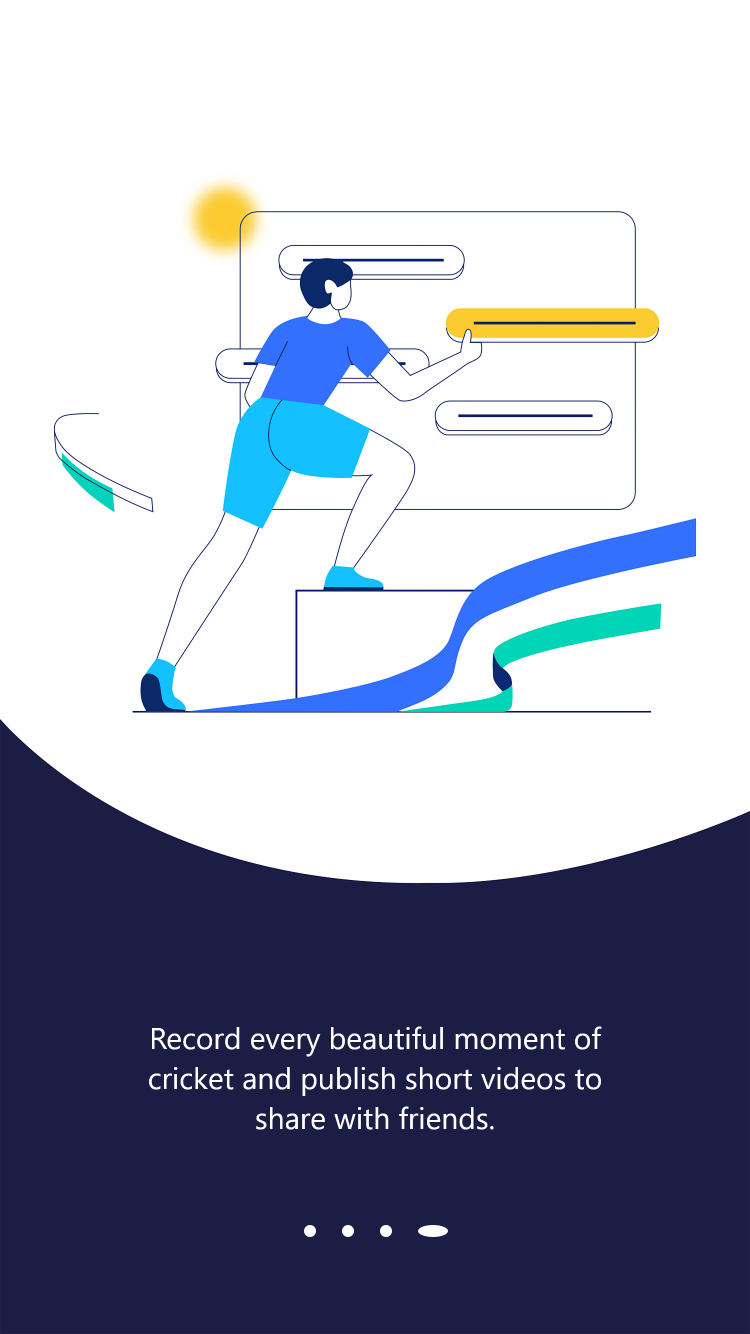 Record every beautiful moment of
cricket and publish short videos to
share with friends.